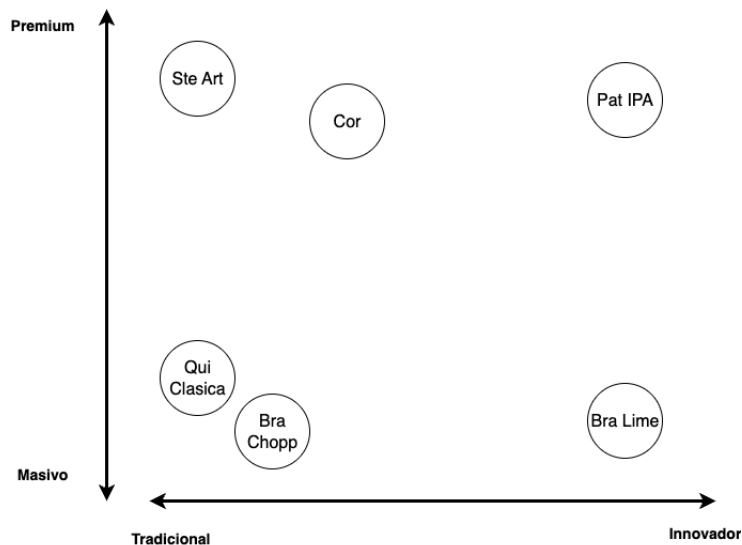 Premium
Ste Art
Cor
Pat IPA
Qui
Clasica
Bra
Chopp
Bra Lime
Masivo
Tradicional
Innovador